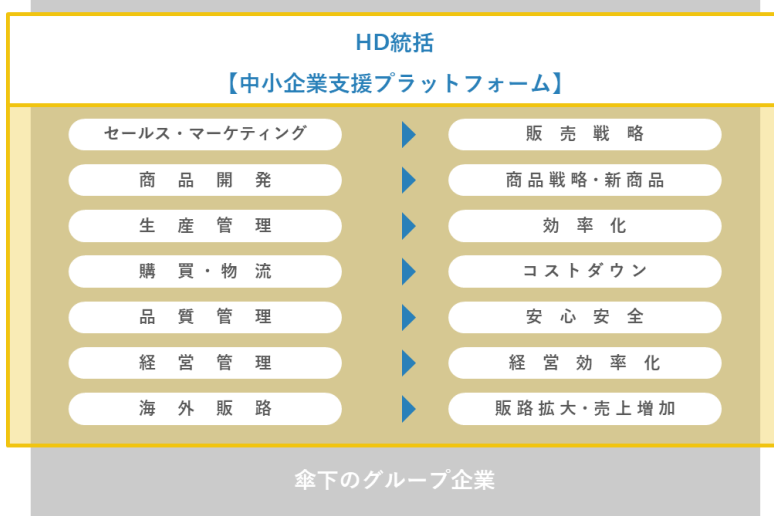 HD統括
【中小企業支援プラットフォーム】
セールス・マーケティング
販売戦略
商品開発
商品戦略・新商品
生産管理
効率化
購買・物流
コストダウン
品質管理
安心安全
経営管理
経営効率化
海外販路
販路拡大・売上増加
傘下のグループ企業